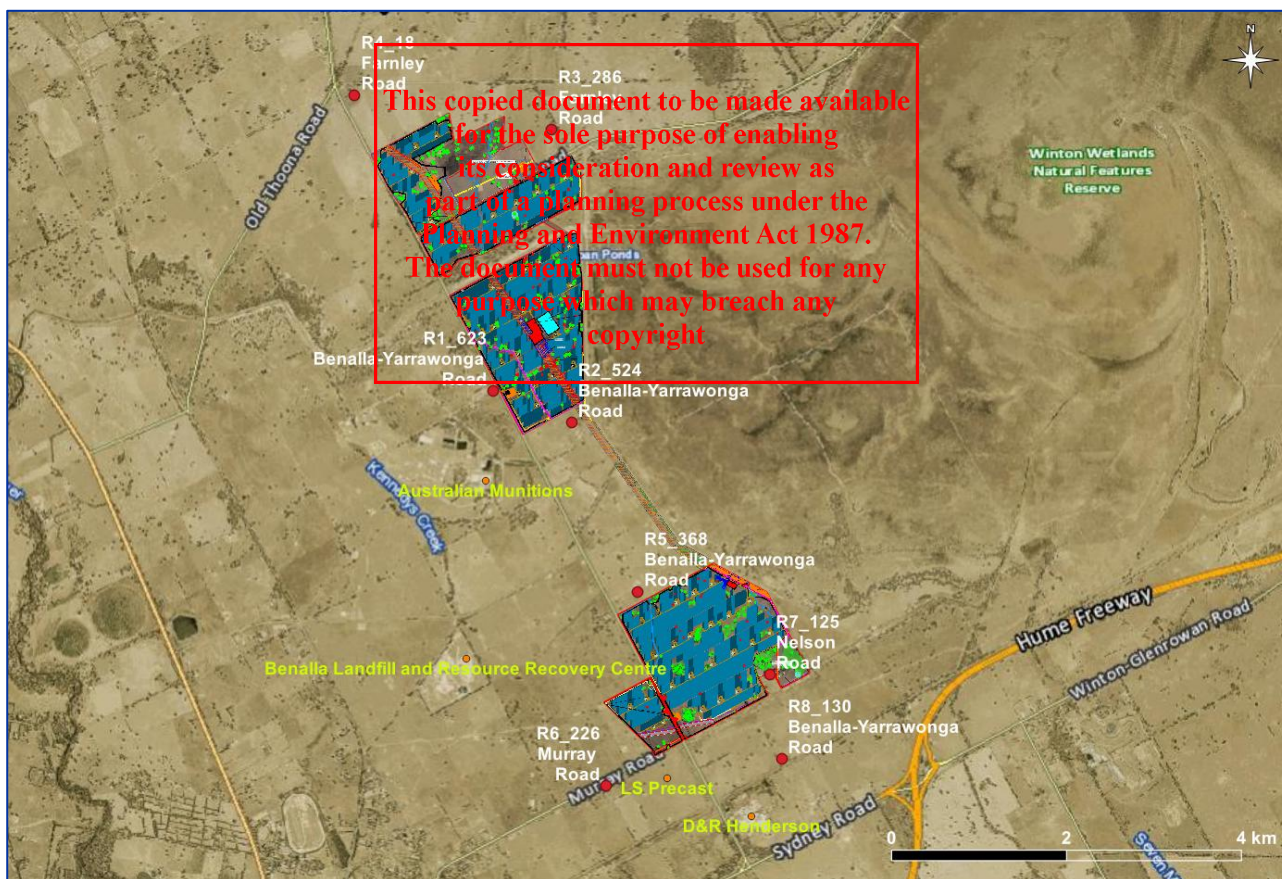 R4_18
Farnley
Road
R3_286
Farnley
Road
This copied document to be made available
for the sole purpose of enabling
its consideration and review as
part of a planning process under the
Planning and Environment Act 1987.
The document must not be used for any
purpose which may breach any
copyright
N
Winton Wetlands
Natural Features
Reserve
Old Thoona Road
Ponds
R1_623
Benalla-Yarrawonga
Road
R2_524
Benalla-Yarrawonga
Road
Australian Munitions
Kennedys Creek
R5_368
Benalla-Yarrawonga
Road
R7_125
Nelson
Road
Hume Freeway
Winton-Glenrowan Road
Benalla Landfill and Resource Recovery Centre
R8_130
Benalla-Yarrawonga
Road
R6_226
Murray
Road
Murray Road
LS Precast
D&R Henderson
Sydney Road
0 2 4 km